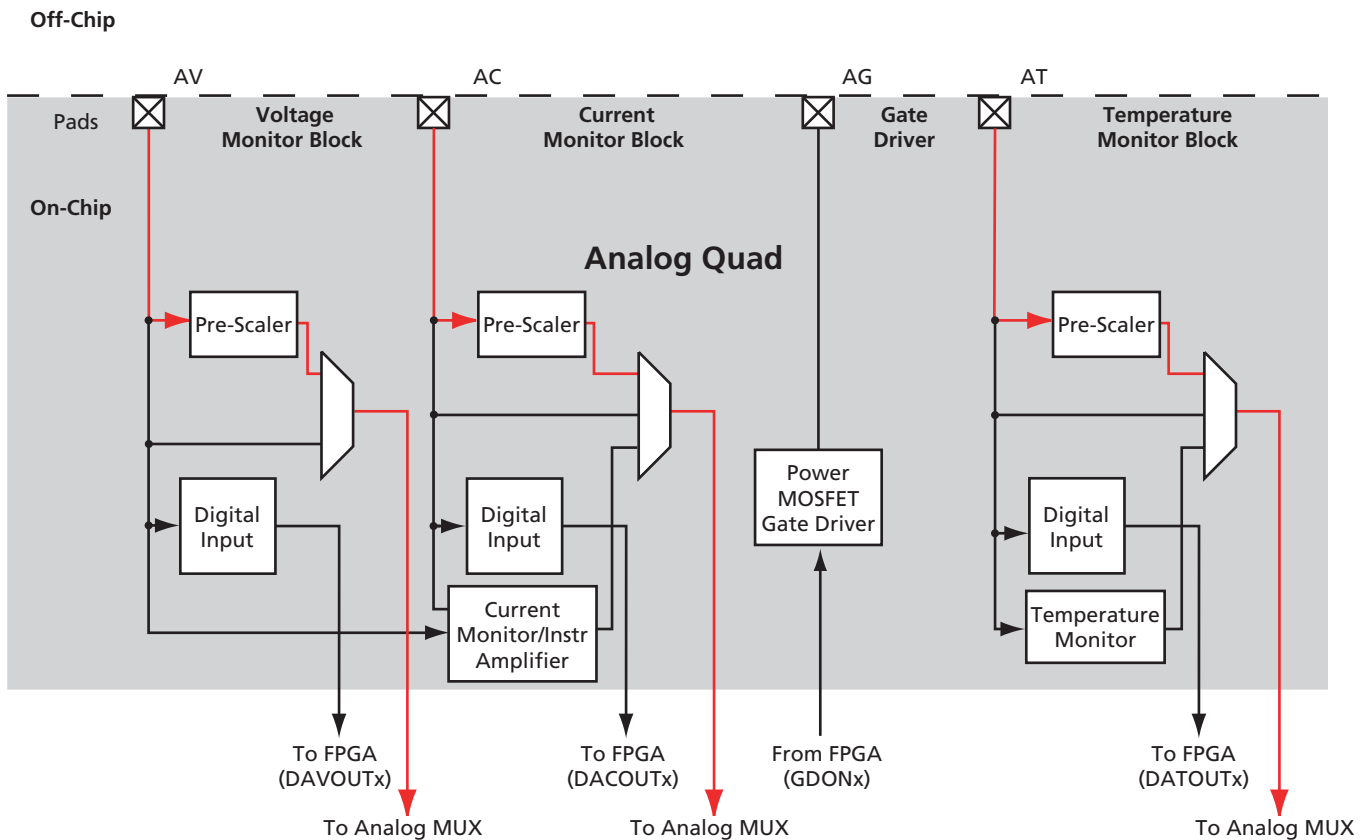 Off-Chip
AV
AC
AG
AT
Pads
Voltage
Monitor Block
Current
Monitor Block
Gate
Driver
Temperature
Monitor Block
On-Chip
Analog Quad
Pre-Scaler
Pre-Scaler
Pre-Scaler
Power
MOSFET
Gate Driver
Digital
Input
Digital
Input
Digital
Input
Current
Monitor/Instr
Amplifier
Temperature
Monitor
To FPGA
(DAVOUTx)
To FPGA
(DACOUTx)
From FPGA
(GDONx)
To FPGA
(DATOUTx)
To Analog MUX
To Analog MUX
To Analog MUX